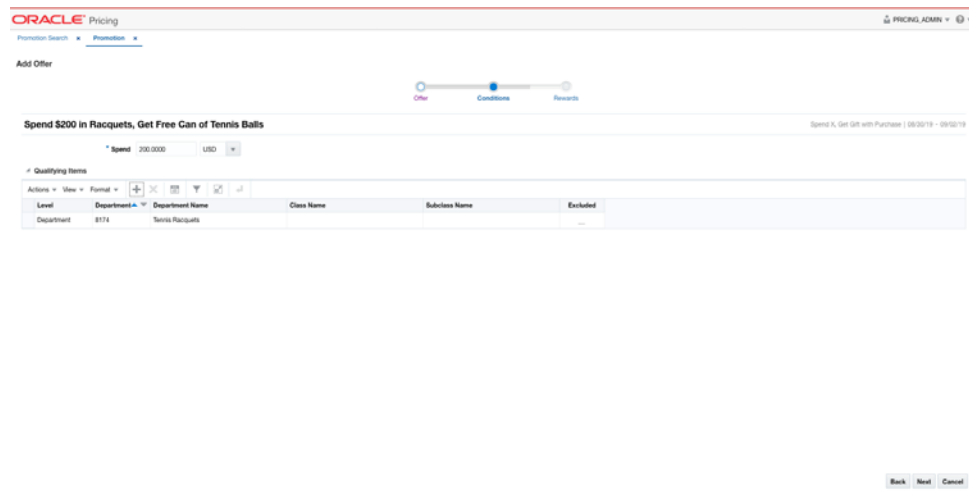 ORACLE Pricing
PRICING_ADMIN
Promotion Search x Promotion x
Add Offer
Offer Conditions Rewards
Spend $200 in Racquets, Get Free Can of Tennis Balls
Spend X, Get Gift with Purchase | 08/30/19 - 09/02/19
* Spend 200.0000 USD
Qualifying Items
Actions View Format
Level Department Department Name Class Name Subclass Name Excluded
Department 8174 Tennis Racquets
Back Next Cancel